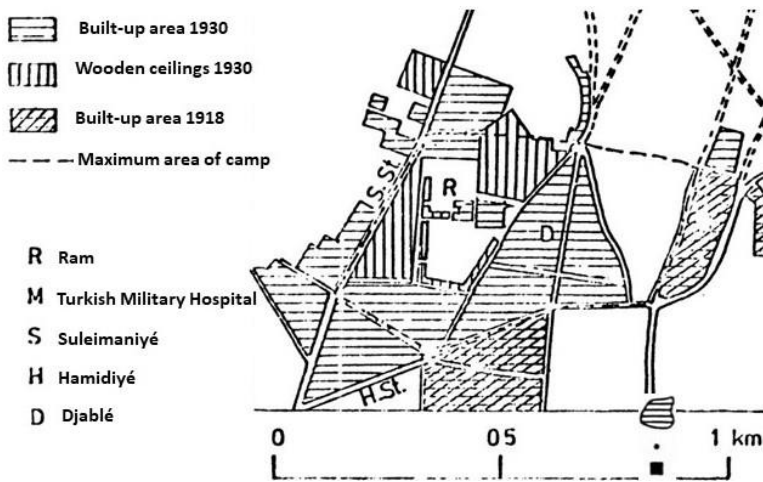 Built-up area 1930
Wooden ceilings 1930
Built-up area 1918
Maximum area of camp
R Ram
M Turkish Military Hospital
S Suleimaniyé
H Hamidiyé
D Djablé
S. St.
R
D
H.St.
0 05 1 km